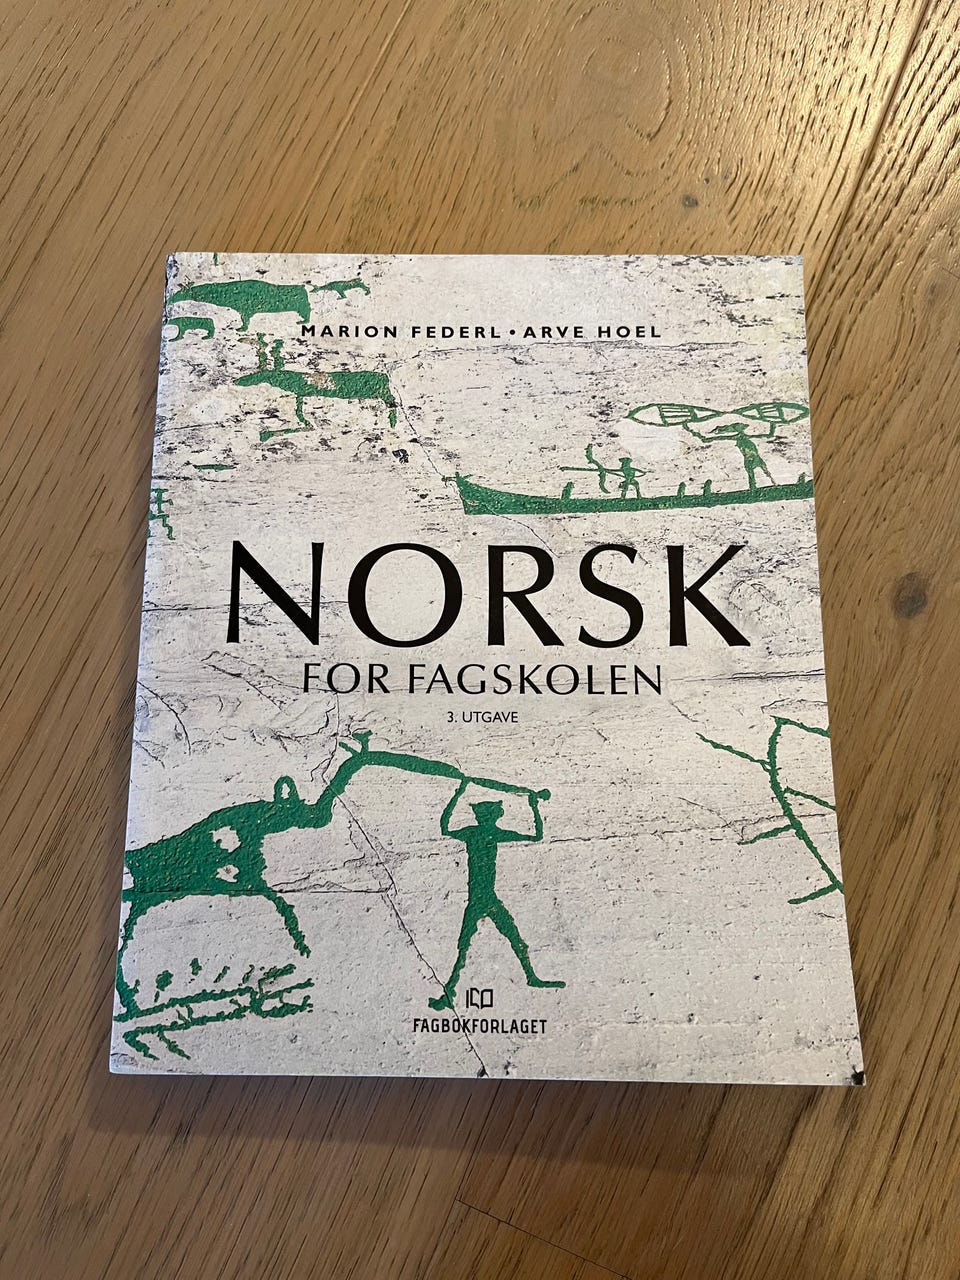 MARION FEDERL • ARVE HOEL
NORSK
FOR FAGSKOLEN
3. UTGAVE
FAGBOKFORLAGET